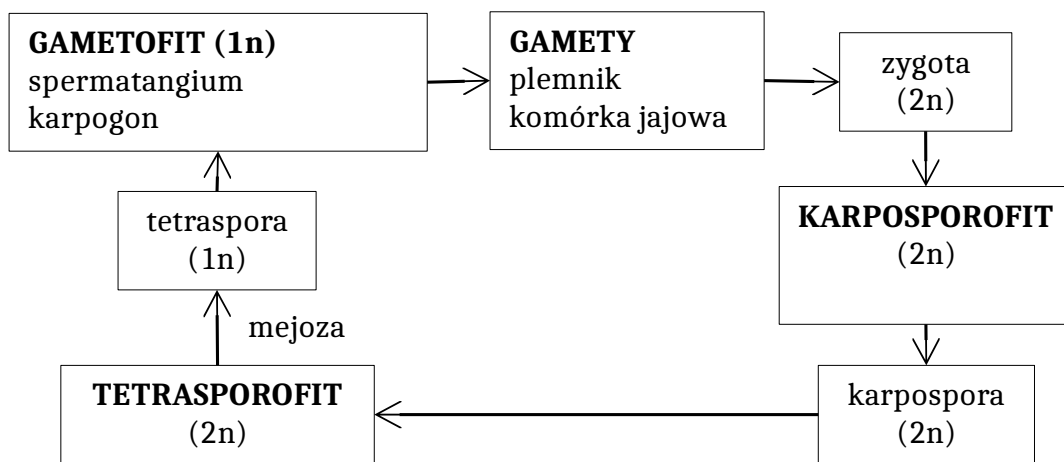 GAMETOFIT (1n)
spermatangium
karpogon
GAMETY
plemnik
komórka jajowa
zygota
(2n)
KARPOSPOROFIT
(2n)
karpospora
(2n)
TETRASPOROFIT
(2n)
mejoza
tetraspora
(1n)